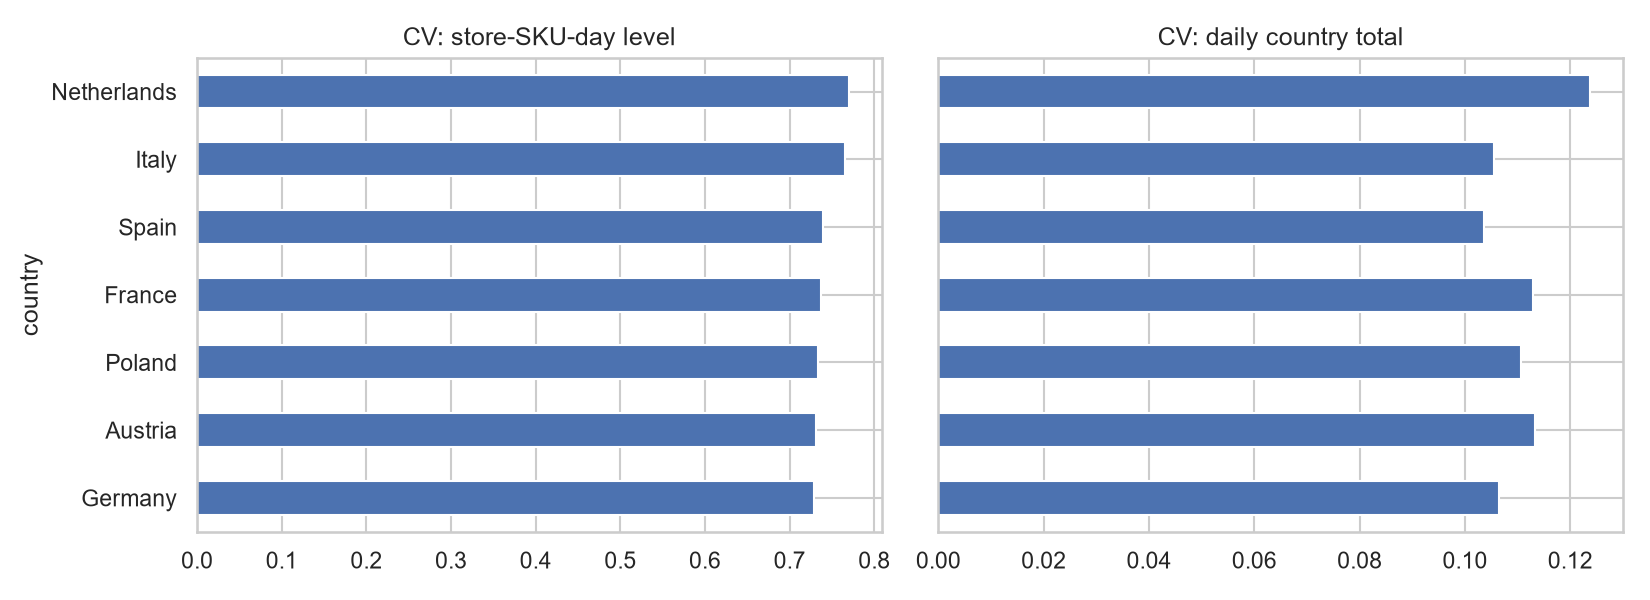 CV: store-SKU-day level
CV: daily country total
country
Netherlands
Italy
Spain
France
Poland
Austria
Germany
0.0 0.1 0.2 0.3 0.4 0.5 0.6 0.7 0.8
0.00 0.02 0.04 0.06 0.08 0.10 0.12